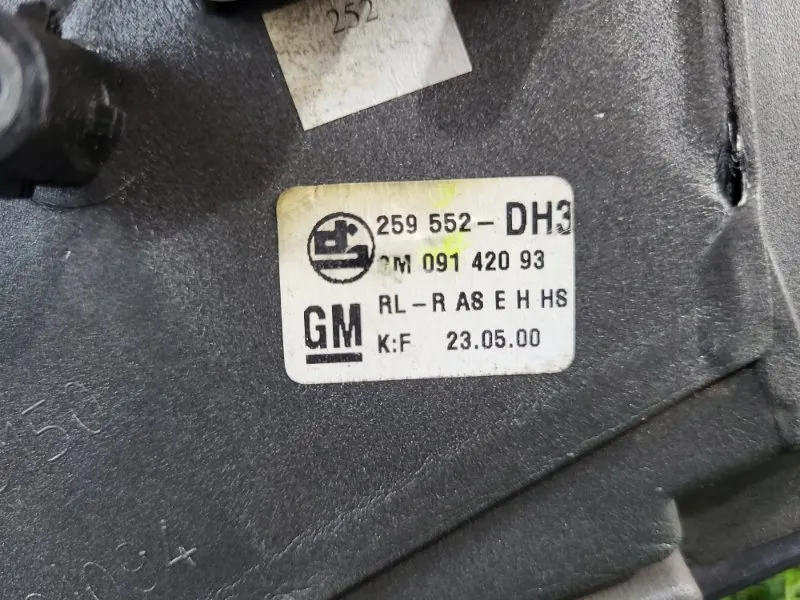 252
259 552 - DH3
GM 091 420 93
GM
RL-R AS E H HS
K:F 23.05.00